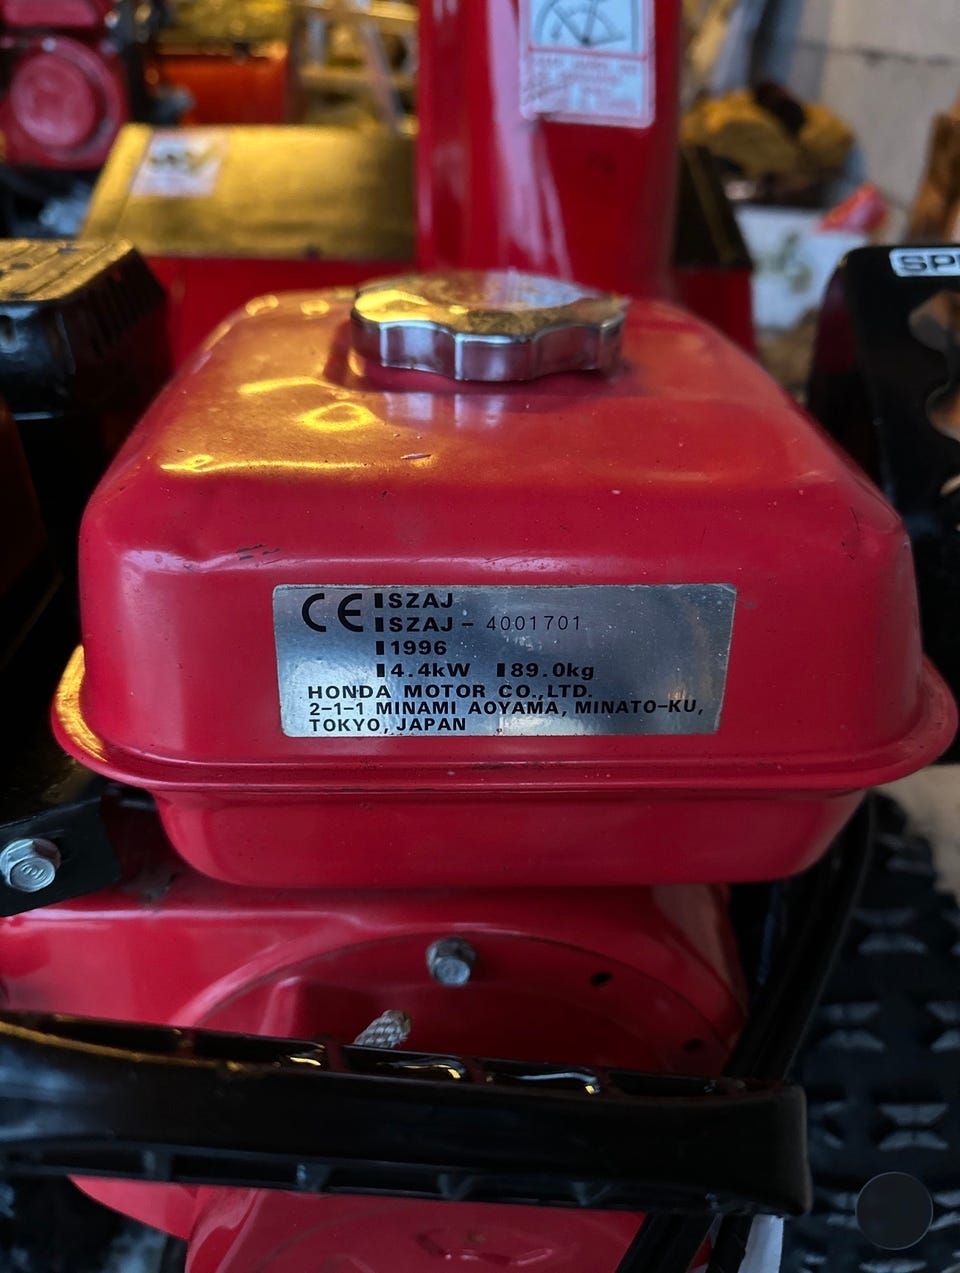 SP
CE ▮SZAJ
▮SZAJ- 4001701
▮1996
▮4.4kW ▮89.0kg
HONDA MOTOR CO.,LTD.
2-1-1 MINAMI AOYAMA, MINATO-KU,
TOKYO, JAPAN